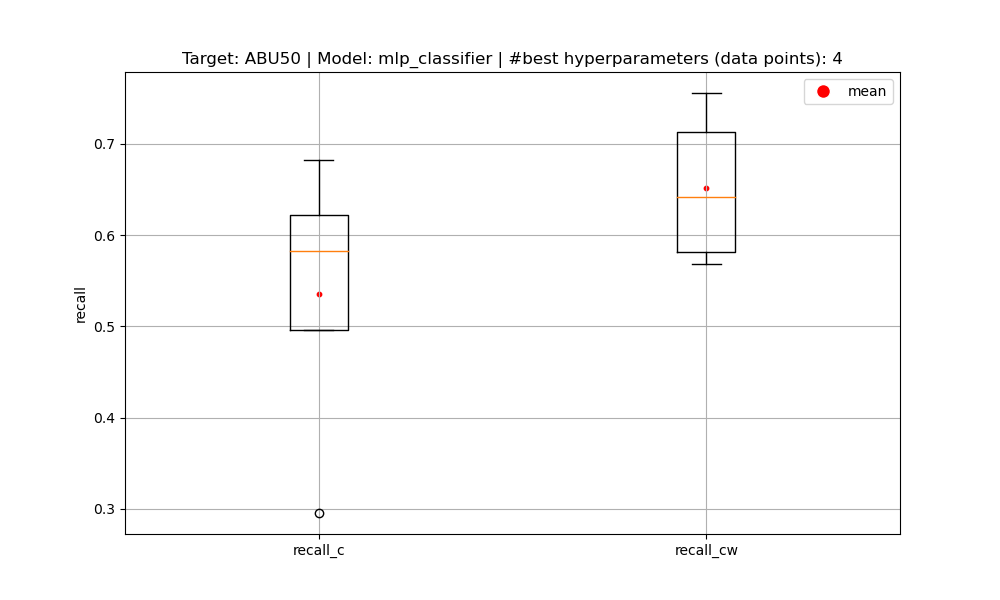 Target: ABU50 | Model: mlp_classifier | #best hyperparameters (data points): 4
mean
0.7
0.6
0.5
0.4
0.3
recall
recall_c
recall_cw